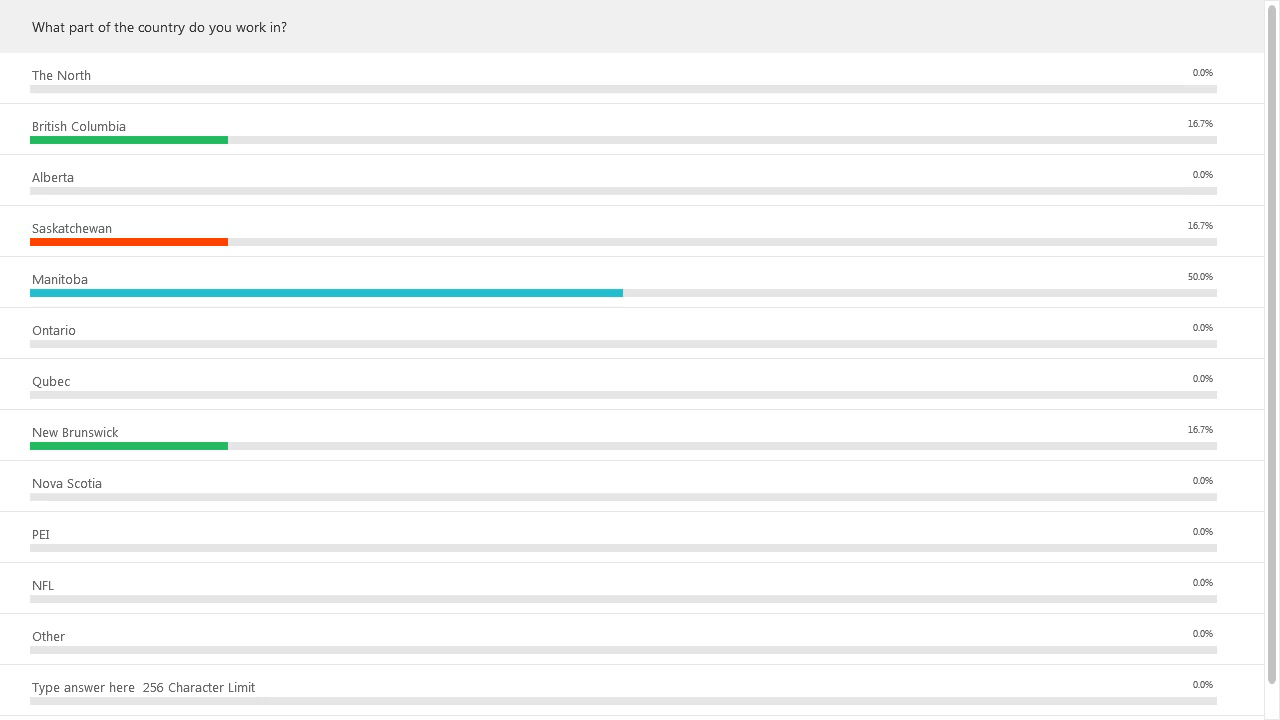 What part of the country do you work in?
The North 0.0%
British Columbia 16.7%
Alberta 0.0%
Saskatchewan 16.7%
Manitoba 50.0%
Ontario 0.0%
Qubec 0.0%
New Brunswick 16.7%
Nova Scotia 0.0%
PEI 0.0%
NFL 0.0%
Other 0.0%
Type answer here  256 Character Limit 0.0%